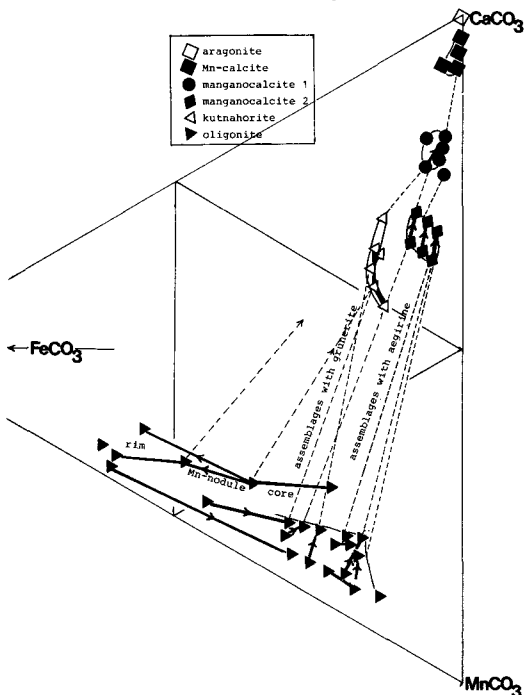 CaCO3
aragonite
Mn-calcite
manganocalcite 1
manganocalcite 2
kutnahorite
oligonite
FeCO3
assemblages with grunerite
assemblages with aegirine
rim
Mn-nodule
core
MnCO3